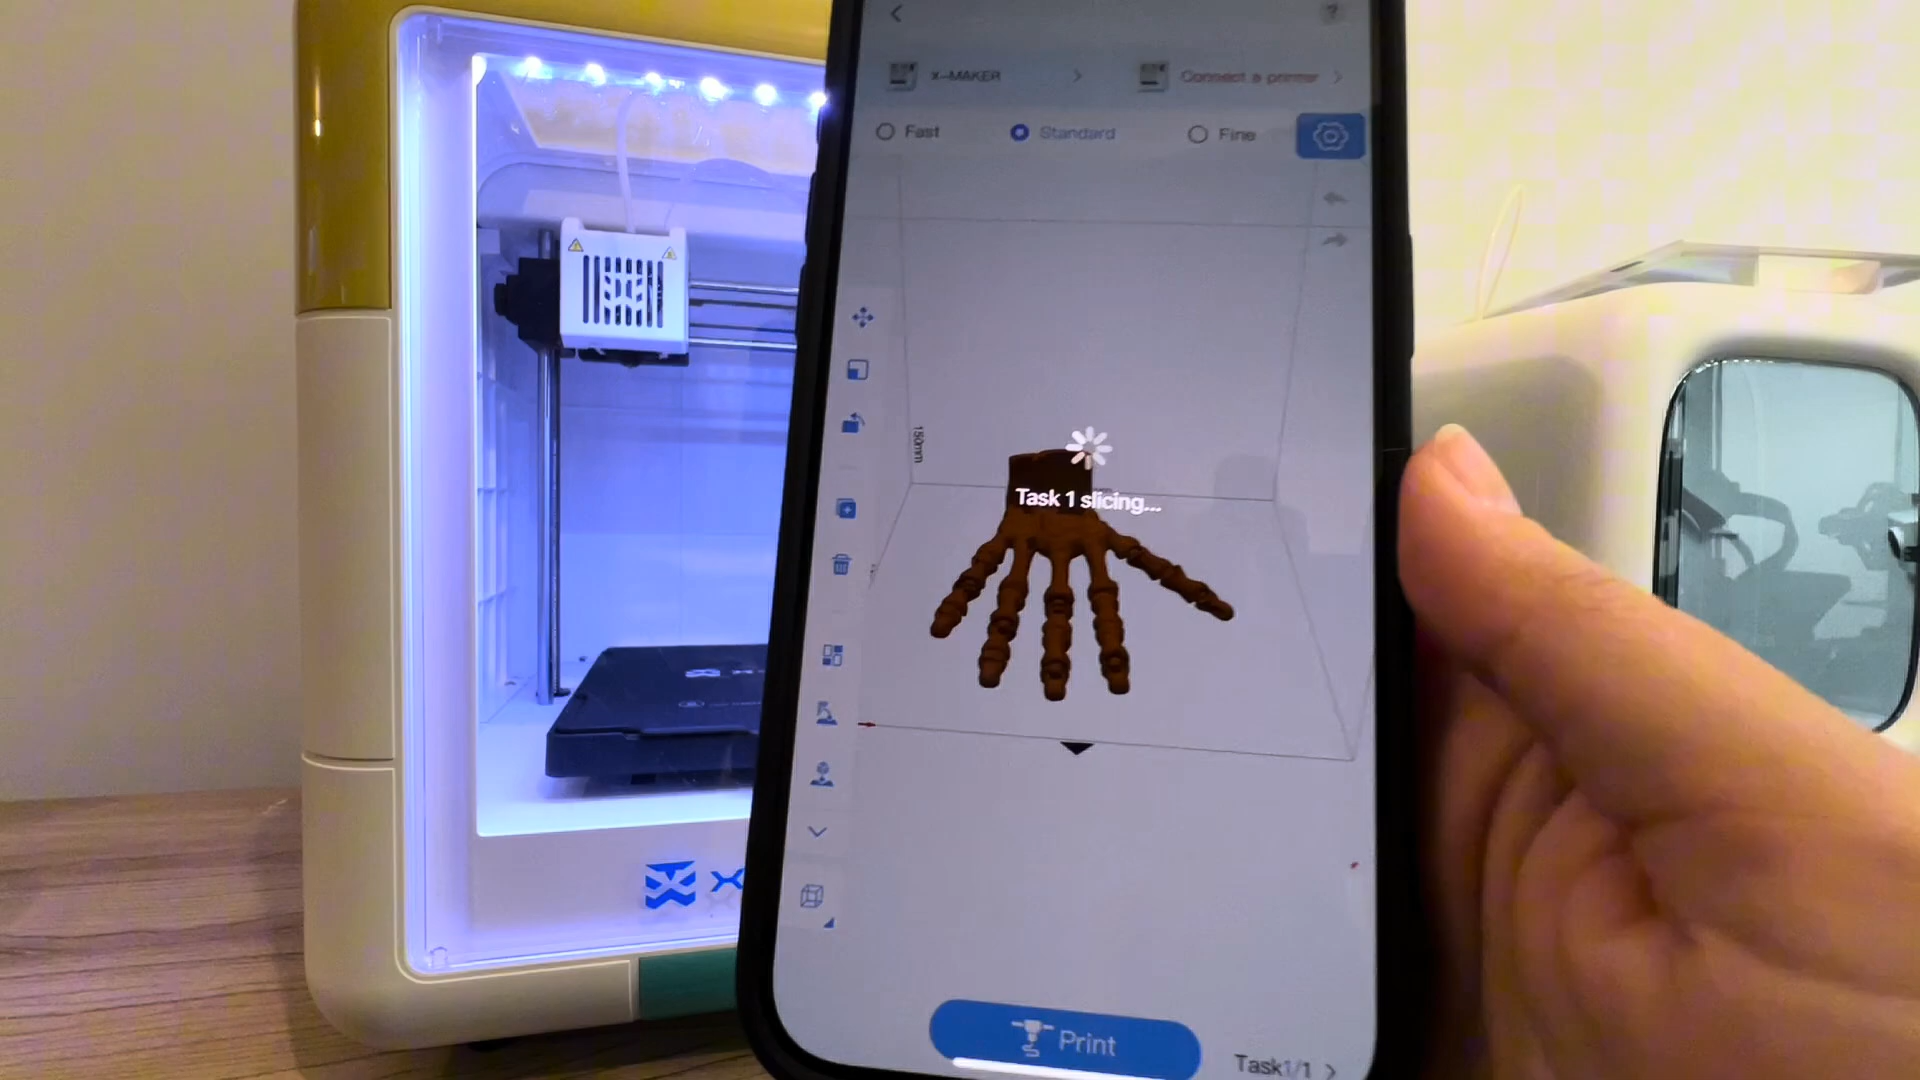 ?
X-MAKER
Connect a printer
Fast
Standard
Fine
150mm
Task 1 slicing...
Print
Task1/1
X